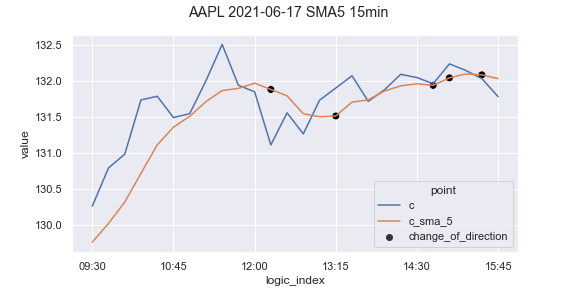 AAPL 2021-06-17 SMA5 15min
132.5
132.0
131.5
131.0
130.5
130.0
value
09:30
10:45
12:00
13:15
14:30
15:45
logic_index
point
c
c_sma_5
change_of_direction